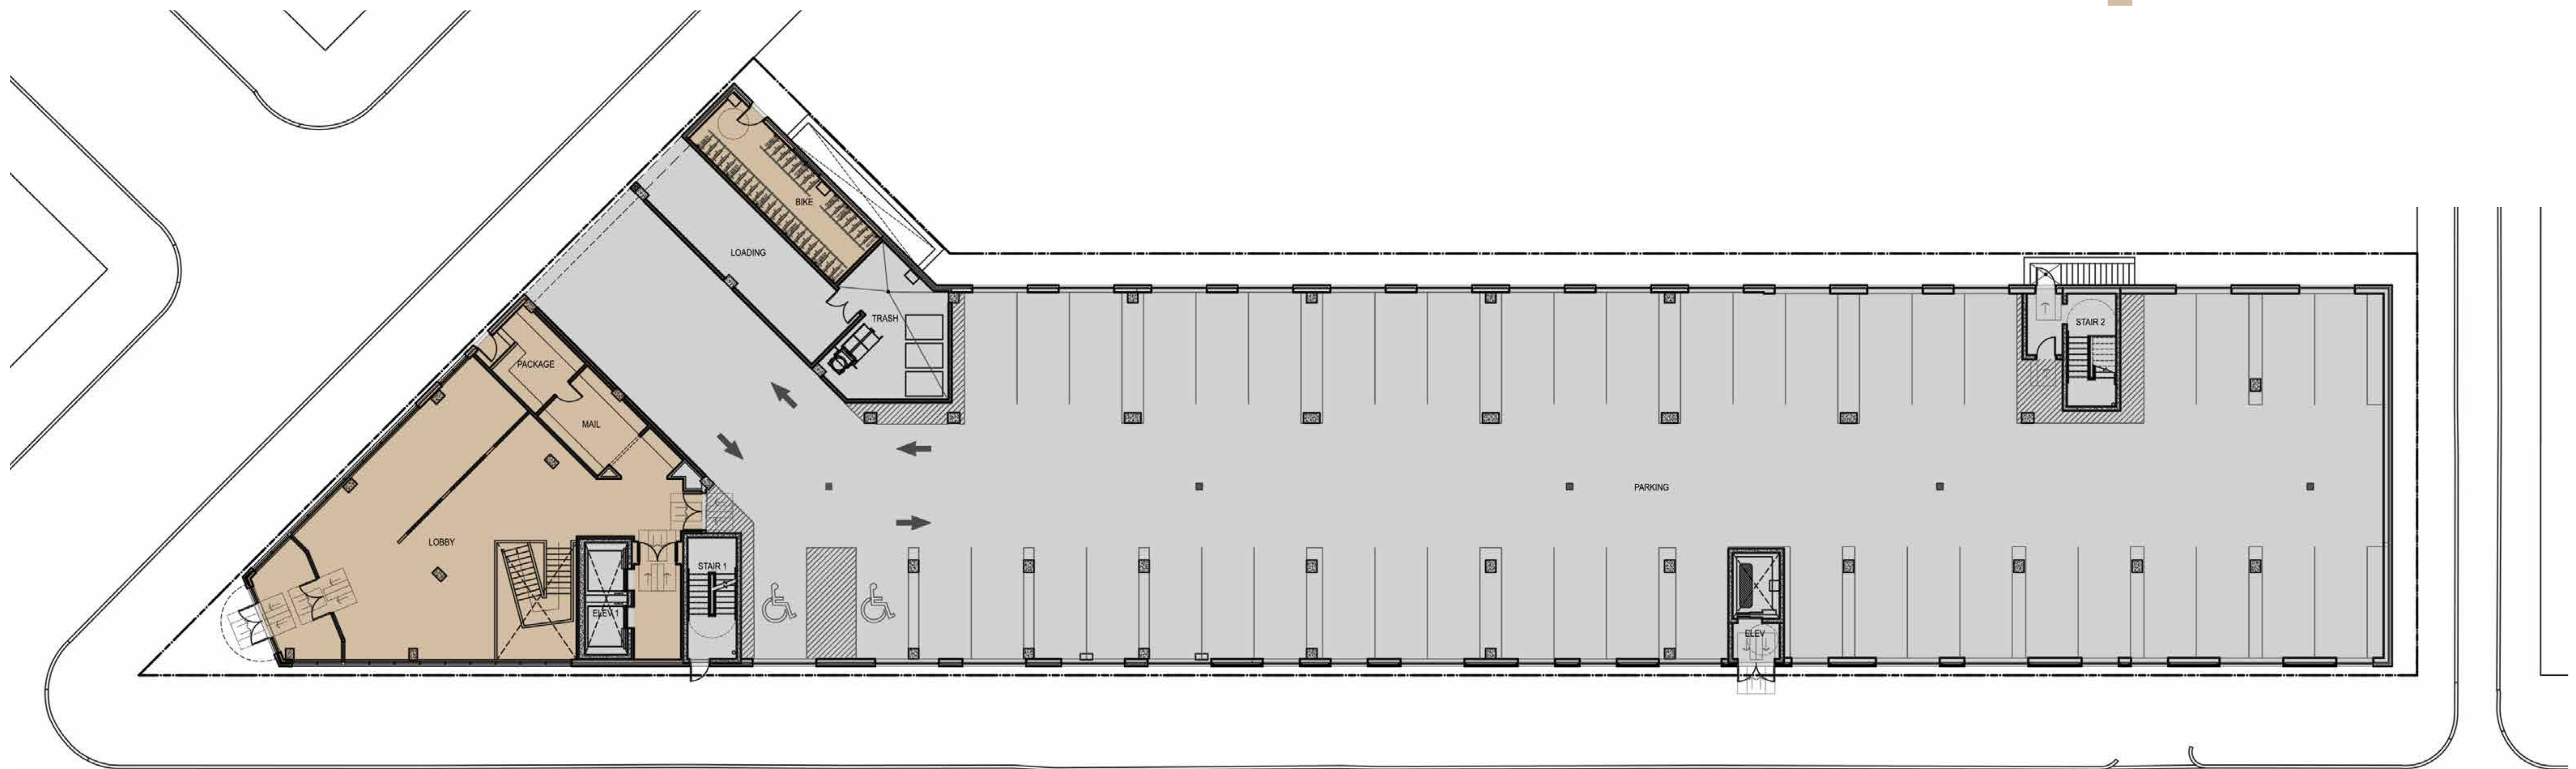 BIKE
LOADING
TRASH
STAIR 2
PACKAGE
MAIL
PARKING
LOBBY
STAIR 1
ELEV 1
ELEV